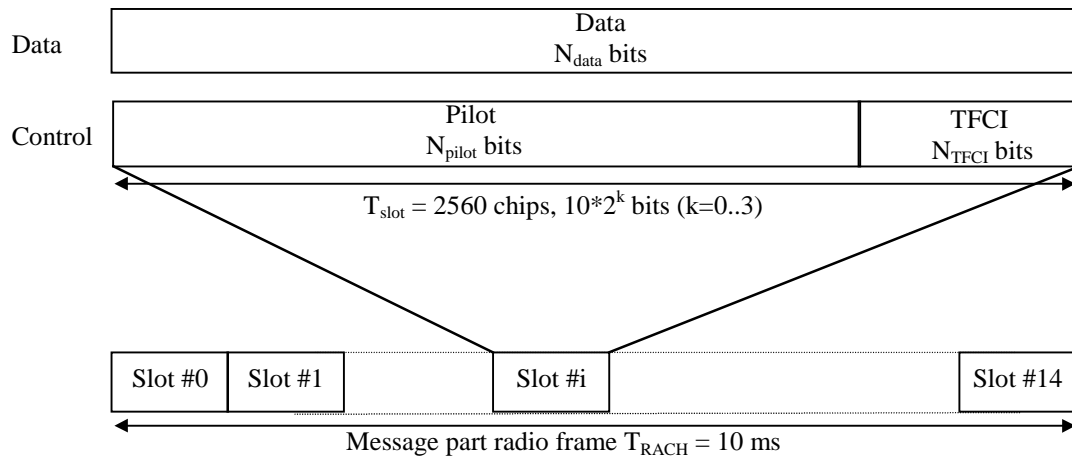 Data
Data
N_data bits
Control
Pilot
N_pilot bits
TFCI
N_TFCI bits
T_slot = 2560 chips, 10*2^k bits (k=0..3)
Slot #0 Slot #1 Slot #i Slot #14
Message part radio frame T_RACH = 10 ms